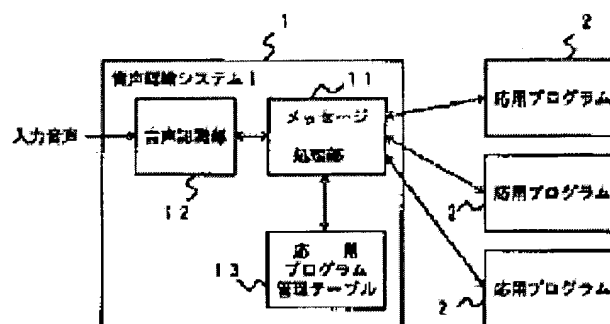 1
2
音声認識システム1
11
入力音声
音声認識部
メッセージ
処理部
応用プログラム
12
応用プログラム
2
13
応 用
プログラム
管理テーブル
応用プログラム
2